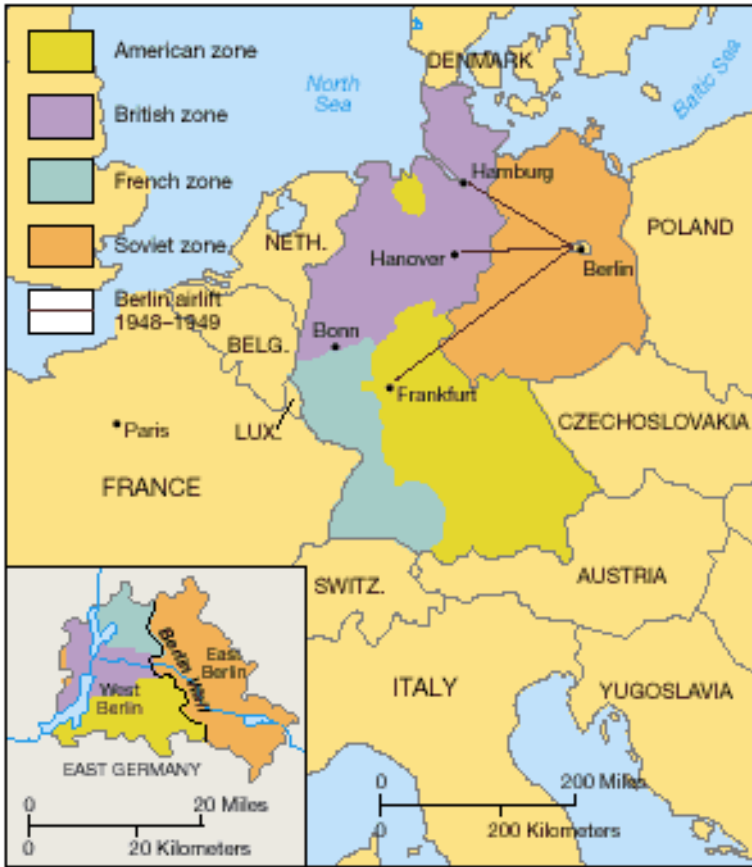 American zone
British zone
French zone
Soviet zone
Berlin airlift
1948–1949
North
Sea
DENMARK
Baltic Sea
Hamburg
NETH.
POLAND
Hanover
Berlin
Bonn
BELG.
Frankfurt
Paris
LUX.
CZECHOSLOVAKIA
FRANCE
SWITZ.
AUSTRIA
ITALY
YUGOSLAVIA
Berlin Wall
East
Berlin
West
Berlin
EAST GERMANY
0 20 Miles
0 20 Kilometers
0 200 Miles
0 200 Kilometers